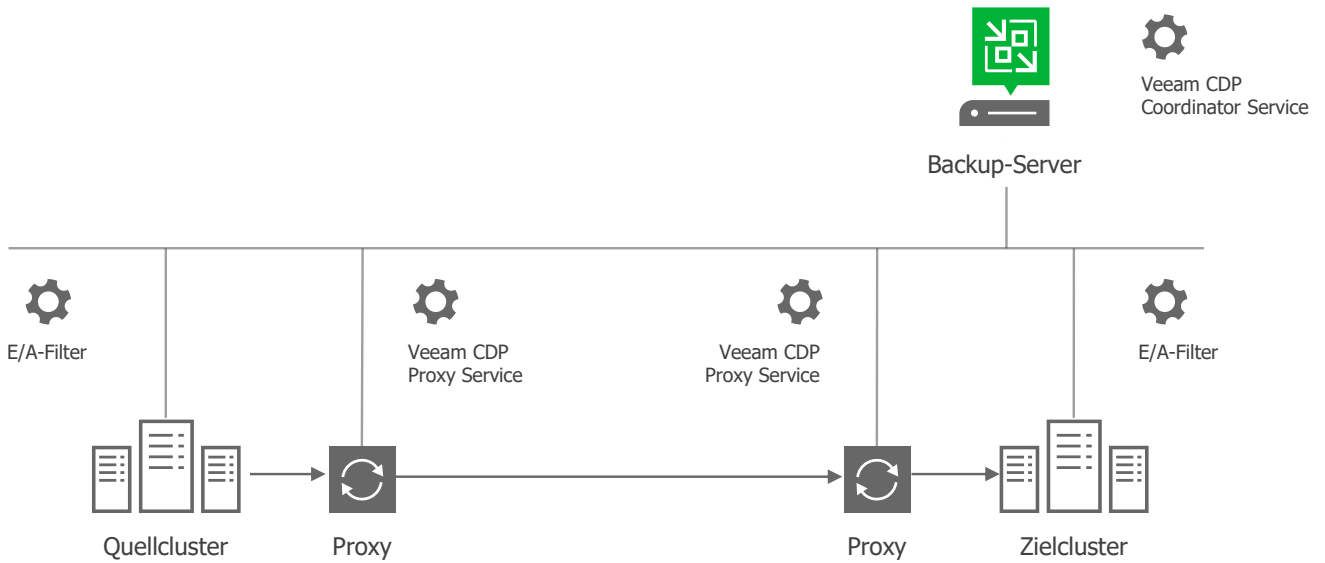 Veeam CDP
Coordinator Service
Backup-Server
E/A-Filter
Veeam CDP
Proxy Service
Veeam CDP
Proxy Service
E/A-Filter
Quellcluster
Proxy
Proxy
Zielcluster